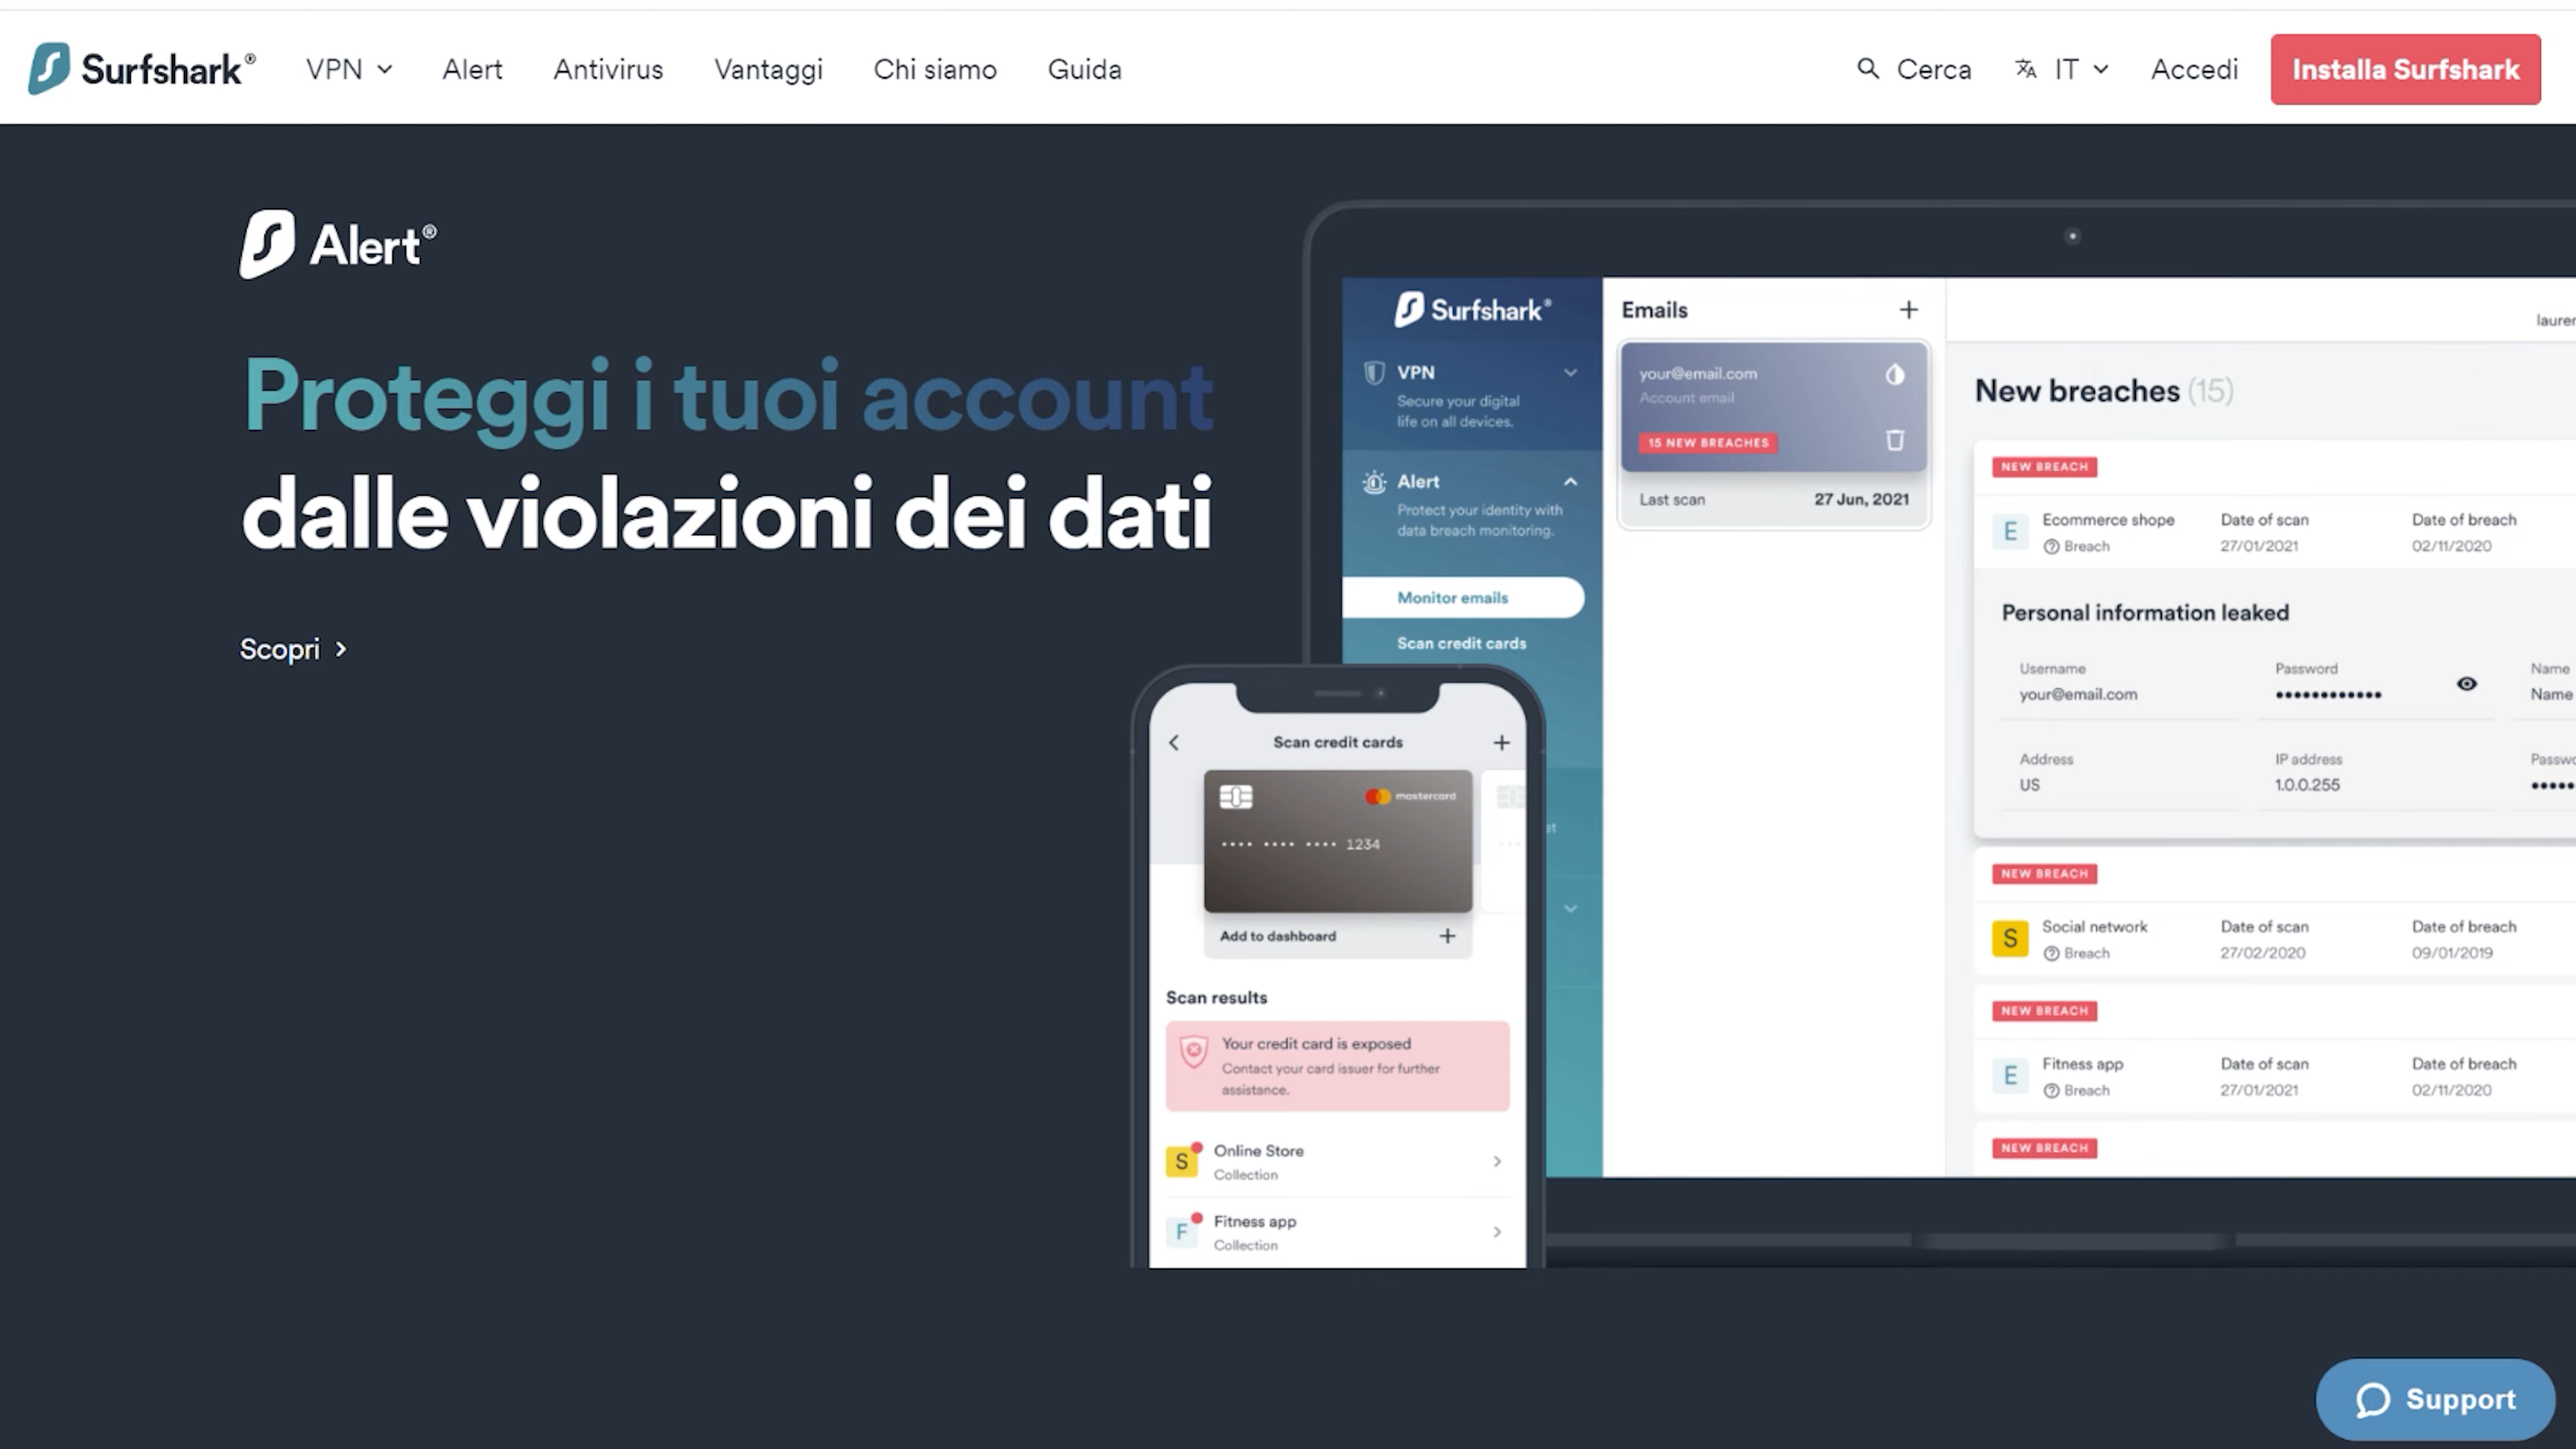 Surfshark®
VPN
Alert
Antivirus
Vantaggi
Chi siamo
Guida
Cerca
IT
Accedi
Installa Surfshark
Alert®
Proteggi i tuoi account
dalle violazioni dei dati
Scopri
Surfshark®
VPN
Secure your digital
life on all devices.
Alert
Protect your identity with
data breach monitoring.
Monitor emails
Scan credit cards
Emails
your@email.com
Account email
15 NEW BREACHES
Last scan 27 Jun, 2021
New breaches (15)
NEW BREACH
E
Ecommerce shope Date of scan Date of breach
Breach 27/01/2021 02/11/2020
Personal information leaked
Username Password Name
your@email.com •••••••••••• Name
Address IP address
US 1.0.0.255
NEW BREACH
S
Social network Date of scan Date of breach
Breach 27/02/2020 09/01/2019
NEW BREACH
E
Fitness app Date of scan Date of breach
Breach 27/01/2021 02/11/2020
NEW BREACH
Scan credit cards
mastercard
•••• •••• •••• 1234
Add to dashboard
Scan results
Your credit card is exposed
Contact your card issuer for further
assistance.
S
Online Store
Collection
F
Fitness app
Collection
Support